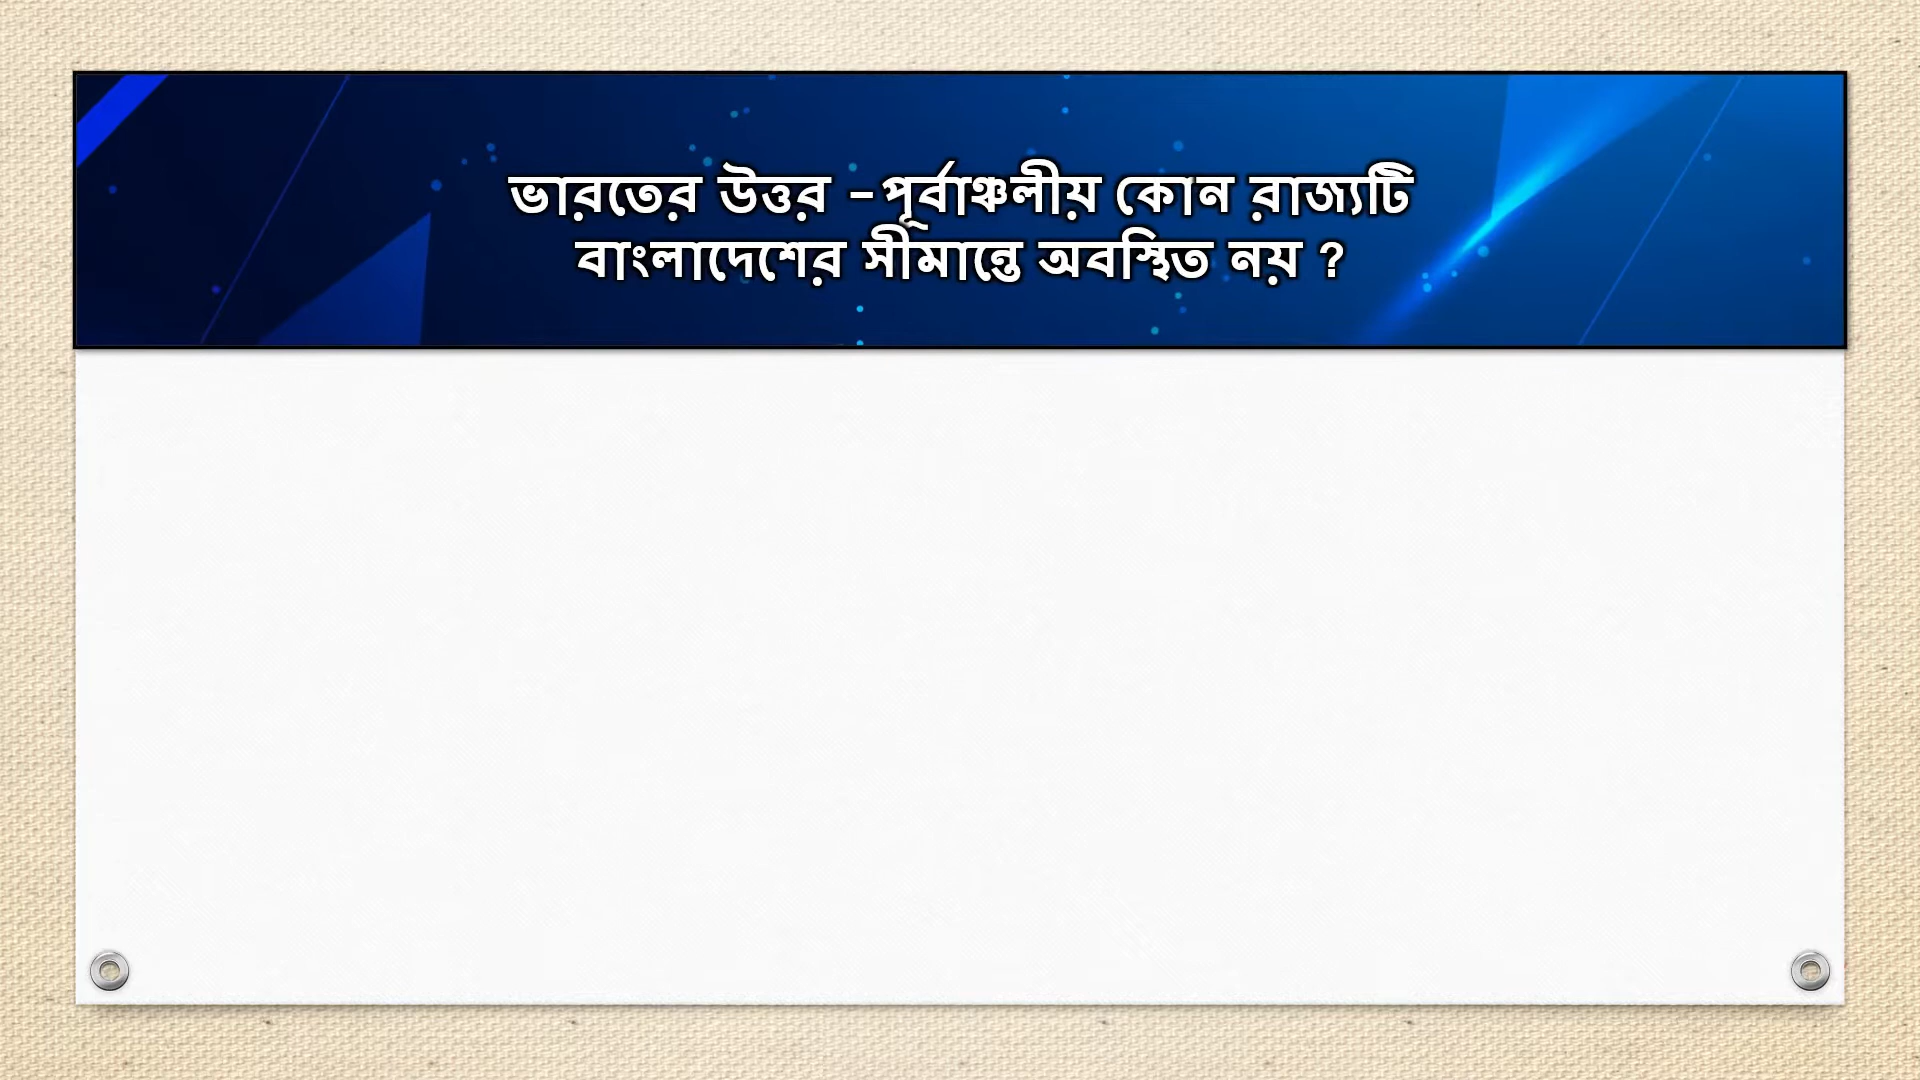 ভারতের উত্তর –পূর্বাঞ্চলীয় কোন রাজ্যটি
বাংলাদেশের সীমান্তে অবস্থিত নয় ?